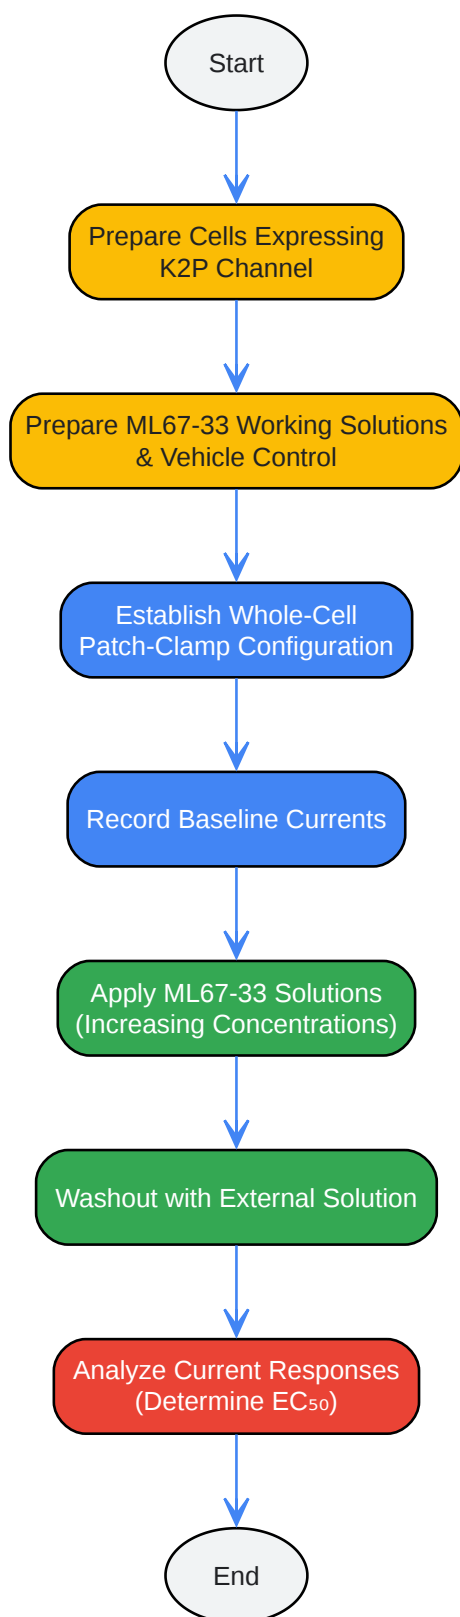 Start
Prepare Cells Expressing
K2P Channel
Prepare ML67-33 Working Solutions
& Vehicle Control
Establish Whole-Cell
Patch-Clamp Configuration
Record Baseline Currents
Apply ML67-33 Solutions
(Increasing Concentrations)
Washout with External Solution
Analyze Current Responses
(Determine EC₅₀)
End